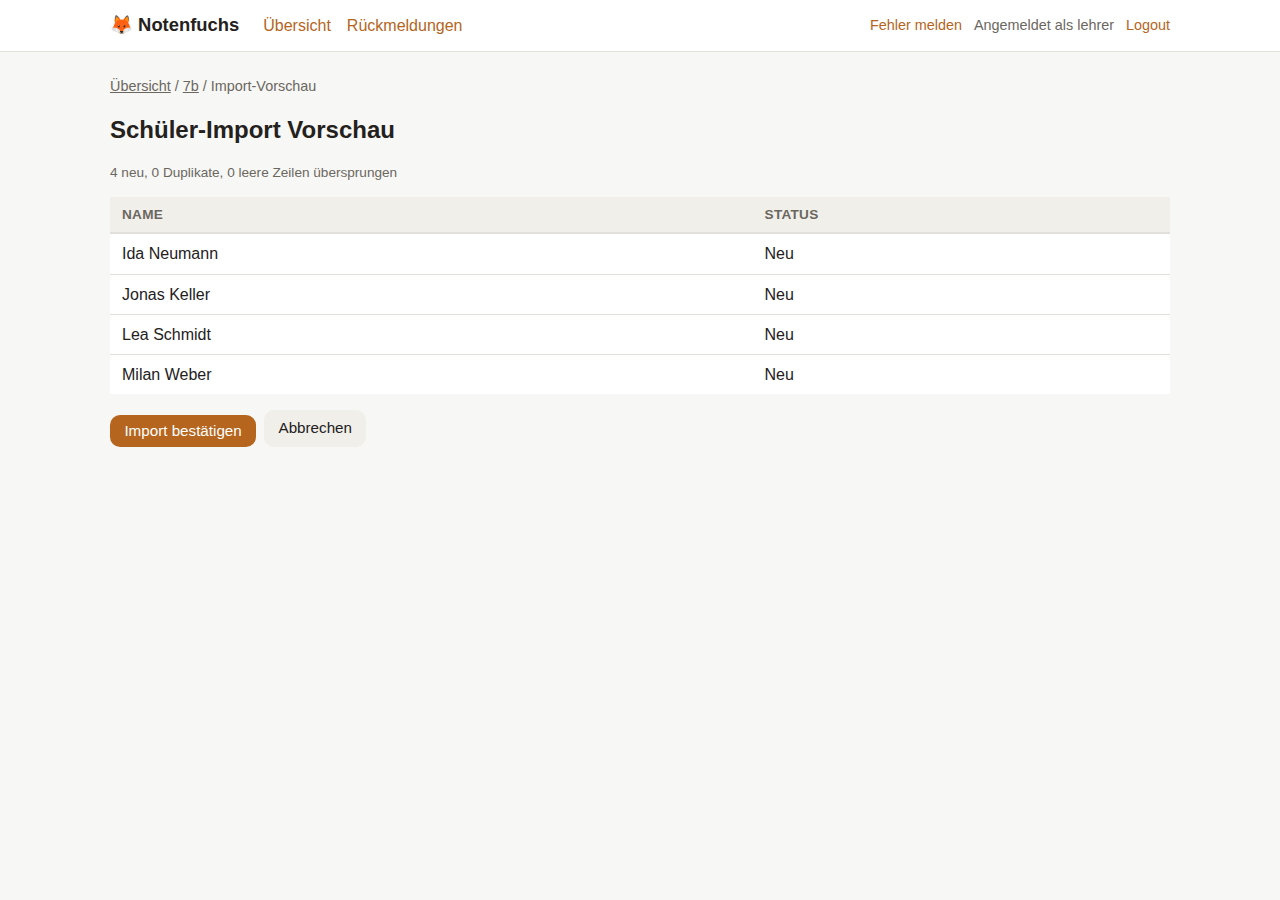 🦊 Notenfuchs Übersicht Rückmeldungen Fehler melden Angemeldet als lehrer Logout
Übersicht / 7b / Import-Vorschau
Schüler-Import Vorschau
4 neu, 0 Duplikate, 0 leere Zeilen übersprungen
NAME STATUS
Ida Neumann Neu
Jonas Keller Neu
Lea Schmidt Neu
Milan Weber Neu
Import bestätigen Abbrechen